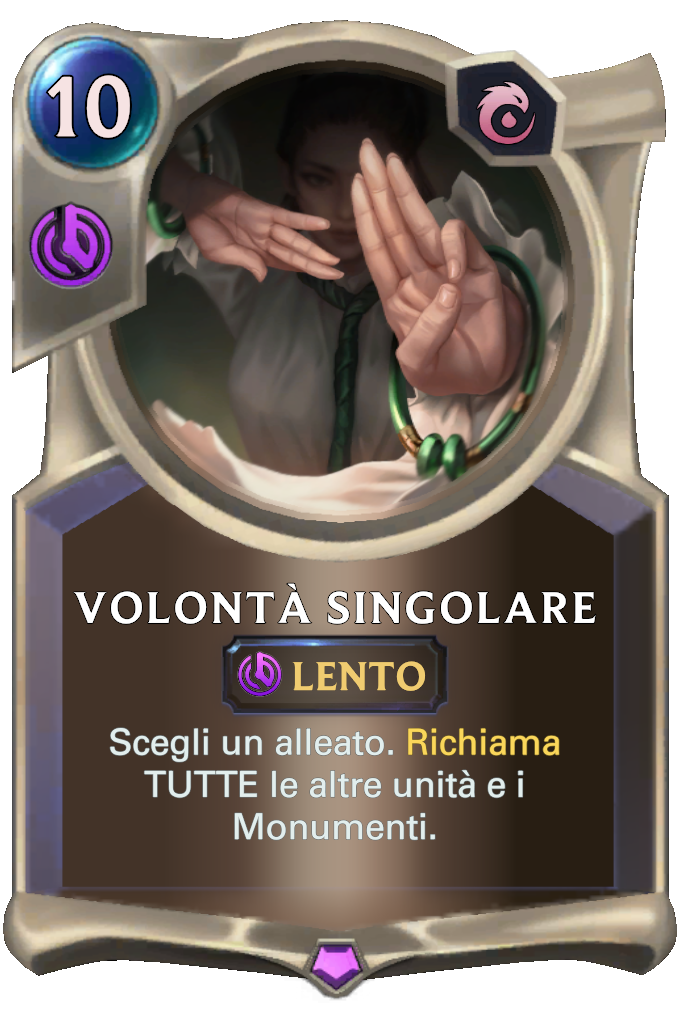 10
VOLONTÀ SINGOLARE
LENTO
Scegli un alleato. Richiama
TUTTE le altre unità e i
Monumenti.